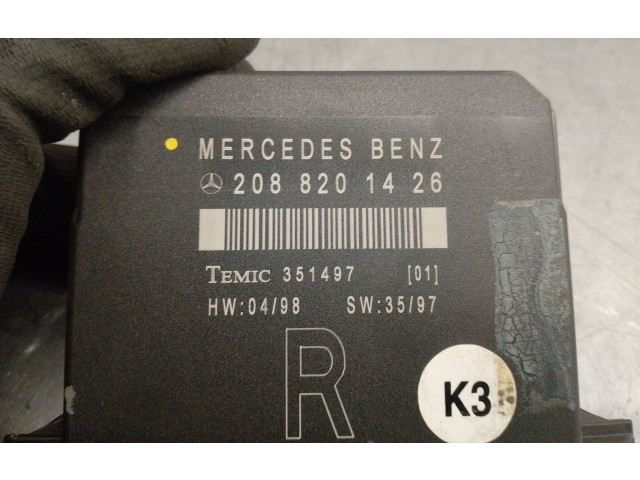 MERCEDES BENZ
208 820 14 26
TEMIC 351497 [01]
HW:04/98 SW:35/97
R
K3